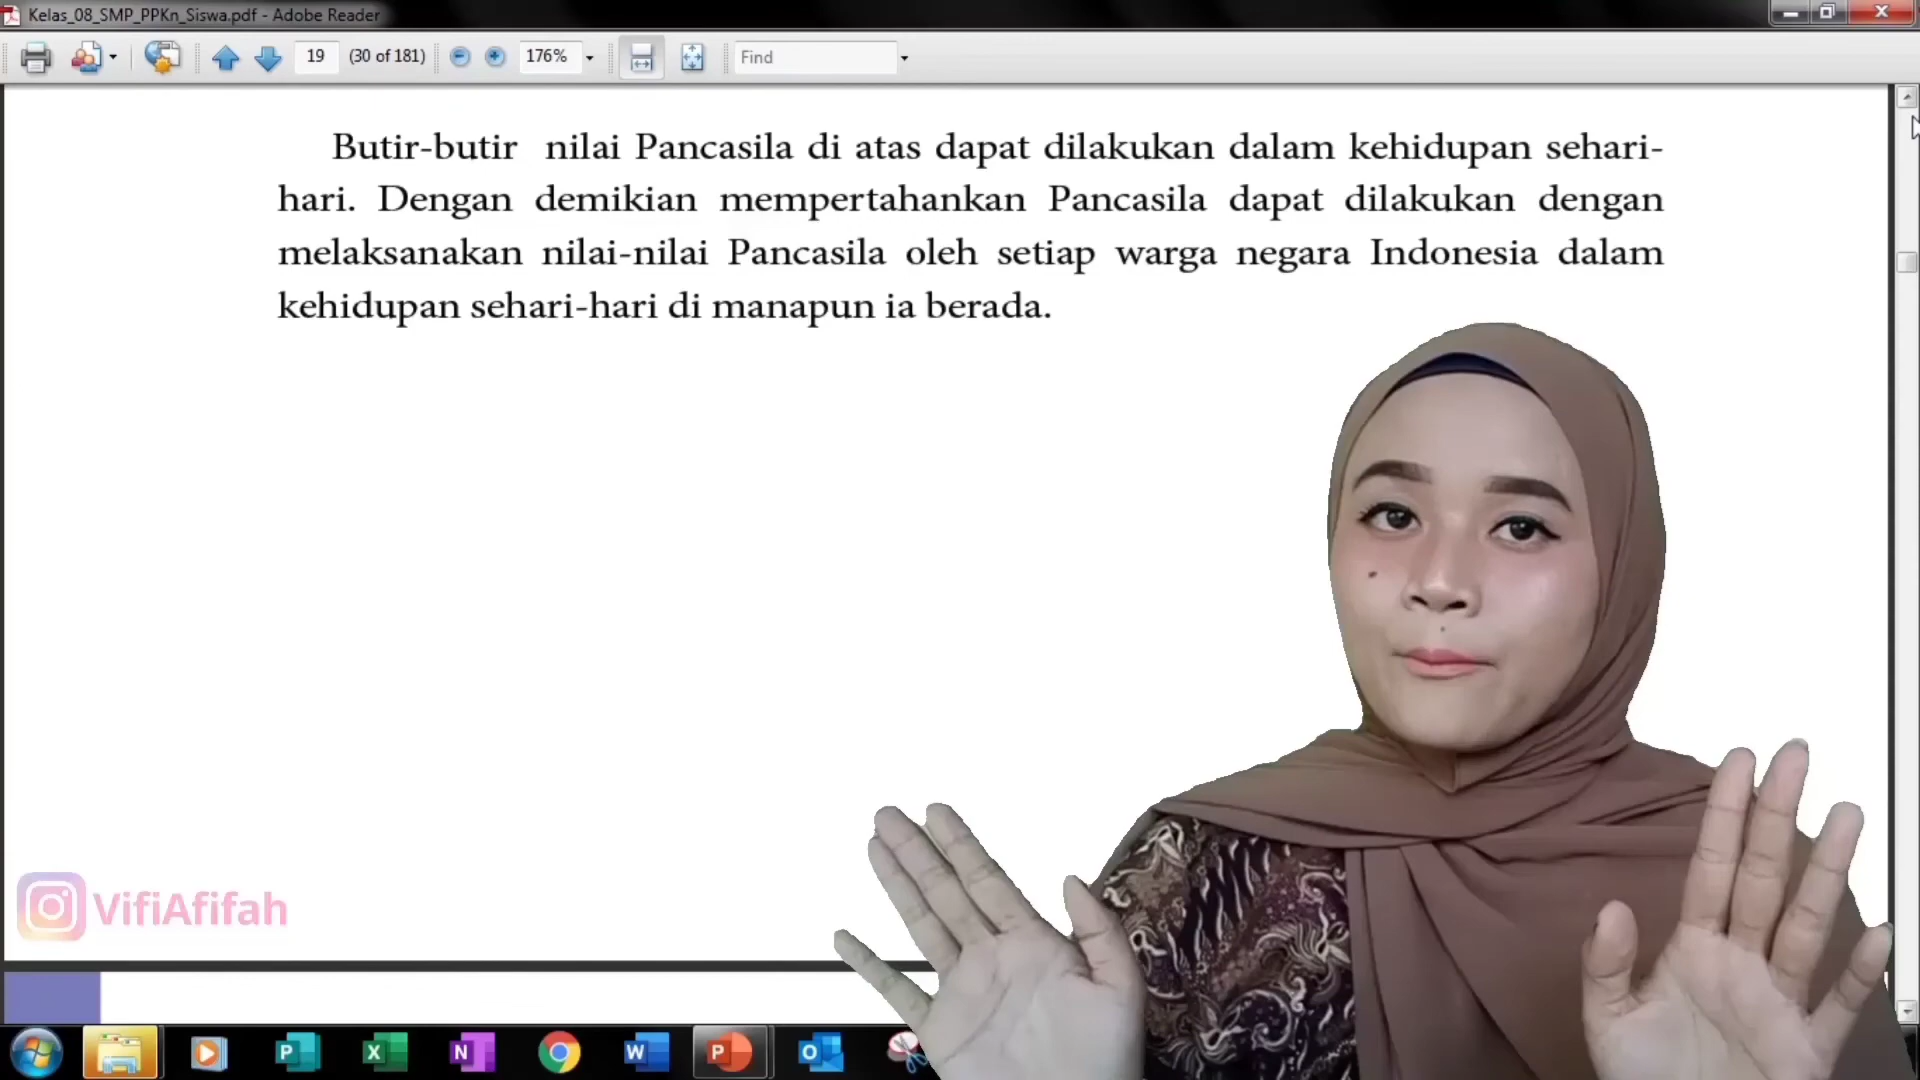 Kelas_08_SMP_PPKn_Siswa.pdf - Adobe Reader
19 (30 of 181) 176% Find
Butir-butir nilai Pancasila di atas dapat dilakukan dalam kehidupan sehari-
hari. Dengan demikian mempertahankan Pancasila dapat dilakukan dengan
melaksanakan nilai-nilai Pancasila oleh setiap warga negara Indonesia dalam
kehidupan sehari-hari di manapun ia berada.
VifiAfifah
P X N W P O